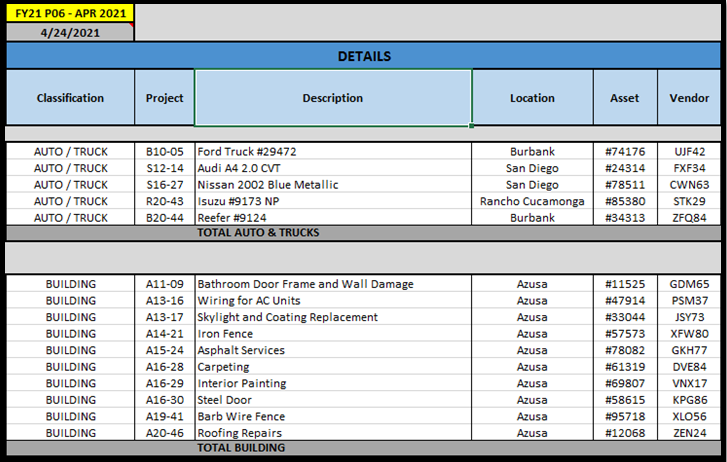 FY21 P06 - APR 2021
4/24/2021
DETAILS
Classification Project Description Location Asset Vendor
AUTO / TRUCK B10-05 Ford Truck #29472 Burbank #74176 UJF42
AUTO / TRUCK S12-14 Audi A4 2.0 CVT San Diego #24314 FXF34
AUTO / TRUCK S16-27 Nissan 2002 Blue Metallic San Diego #78511 CWN63
AUTO / TRUCK R20-43 Isuzu #9173 NP Rancho Cucamonga #85380 STK29
AUTO / TRUCK B20-44 Reefer #9124 Burbank #34313 ZFQ84
TOTAL AUTO & TRUCKS
BUILDING A11-09 Bathroom Door Frame and Wall Damage Azusa #11525 GDM65
BUILDING A13-16 Wiring for AC Units Azusa #47914 PSM37
BUILDING A13-17 Skylight and Coating Replacement Azusa #33044 JSY73
BUILDING A14-21 Iron Fence Azusa #57573 XFW80
BUILDING A15-24 Asphalt Services Azusa #78082 GKH77
BUILDING A16-28 Carpeting Azusa #61319 DVE84
BUILDING A16-29 Interior Painting Azusa #69807 VNX17
BUILDING A16-30 Steel Door Azusa #58615 KPG86
BUILDING A19-41 Barb Wire Fence Azusa #95718 XLO56
BUILDING A20-46 Roofing Repairs Azusa #12068 ZEN24
TOTAL BUILDING